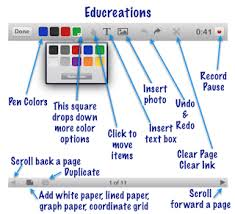 Educreations
Done
T
0:41
Pen Colors
This square
drops down
more color
options
Click to
move
items
Insert
photo
Insert
text box
Undo
&
Redo
Record
Pause
Clear Page
Clear Ink
Scroll back a page
Duplicate
1 of 11
Scroll
forward a page
Add white paper, lined paper,
graph paper, coordinate grid